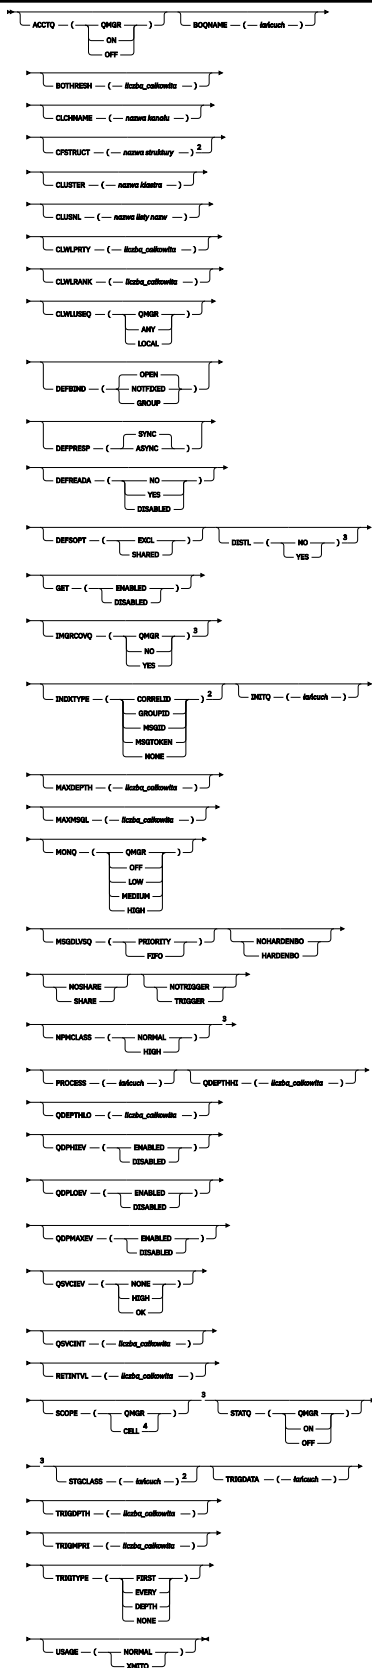 ACCTQ — ( QMGR ) BOQNAME — ( — łańcuch — )
ON
OFF
BOTHRESH — ( — liczba_całkowita — )
CLCHNAME — ( — nazwa kanału — )
CFSTRUCT — ( — nazwa struktury — ) 2
CLUSTER — ( — nazwa klastra — )
CLUSNL — ( — nazwa listy nazw — )
CLWLPRTY — ( — liczba_całkowita — )
CLWLRANK — ( — liczba_całkowita — )
CLWLUSEQ — ( QMGR )
ANY
LOCAL
OPEN
DEFBIND — ( NOTFIXED )
GROUP
SYNC
DEFPRESP — ( ASYNC )
DEFREADA — ( NO )
YES
DISABLED
DEFSOPT — ( EXCL ) DISTL — ( NO ) 3
SHARED YES
GET — ( ENABLED )
DISABLED
IMGRCOVQ — ( QMGR ) 3
NO
YES
INDXTYPE — ( CORRELID ) 2 INITQ — ( — łańcuch — )
GROUPID
MSGID
MSGTOKEN
NONE
MAXDEPTH — ( — liczba_całkowita — )
MAXMSGL — ( — liczba_całkowita — )
MONQ — ( QMGR )
OFF
LOW
MEDIUM
HIGH
MSGDLVSQ — ( PRIORITY ) NOHARDENBO
FIFO HARDENBO
NOSHARE NOTRIGGER
SHARE TRIGGER
NPMCLASS — ( NORMAL ) 3
HIGH
PROCESS — ( — łańcuch — ) QDEPTHHI — ( — liczba_całkowita — )
QDEPTHLO — ( — liczba_całkowita — )
QDPHIEV — ( ENABLED )
DISABLED
QDPLOEV — ( ENABLED )
DISABLED
QDPMAXEV — ( ENABLED )
DISABLED
QSVCIEV — ( NONE )
HIGH
OK
QSVCINT — ( — liczba_całkowita — )
RETINTVL — ( — liczba_całkowita — )
SCOPE — ( QMGR ) 3 STATQ — ( QMGR )
CELL 4 ON
OFF
3 STGCLASS — ( — łańcuch — ) 2 TRIGDATA — ( — łańcuch — )
TRIGDPTH — ( — liczba_całkowita — )
TRIGMPRI — ( — liczba_całkowita — )
TRIGTYPE — ( FIRST )
EVERY
DEPTH
NONE
USAGE — ( NORMAL )
XMITQ